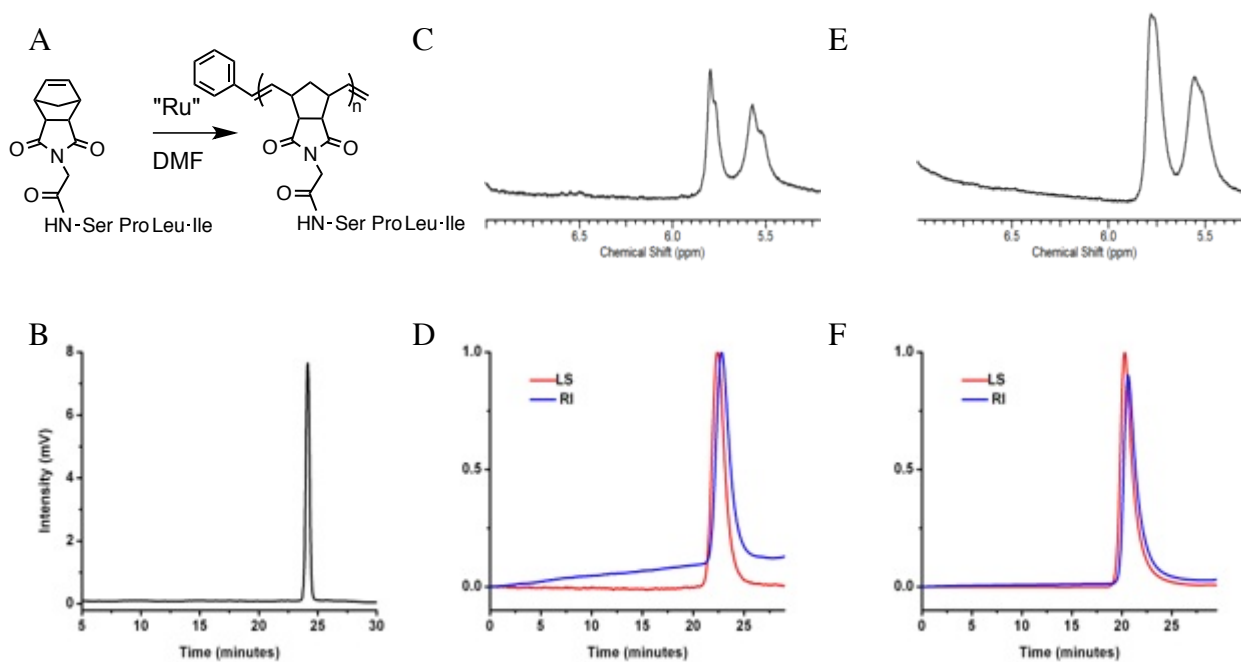 A
"Ru"
DMF
O
N
O
O
HN-Ser Pro Leu-Ile
n
O
N
O
O
HN-Ser Pro Leu-Ile
C
6.5
6.0
5.5
Chemical Shift (ppm)
E
6.5
6.0
5.5
Chemical Shift (ppm)
B
Intensity (mV)
8
6
4
2
0
5
10
15
20
25
30
Time (minutes)
D
1.0
0.5
0.0
LS
RI
0
5
10
15
20
25
Time (minutes)
F
1.0
0.5
0.0
LS
RI
0
5
10
15
20
25
Time (minutes)